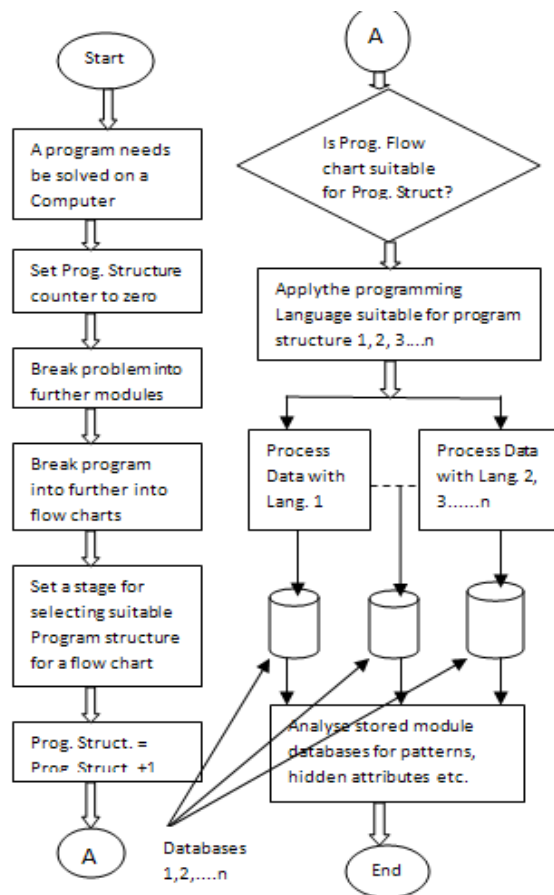 Start
A program needs
be solved on a
Computer
Set Prog. Structure
counter to zero
Break problem into
further modules
Break program
into further into
flow charts
Set a stage for
selecting suitable
Program structure
for a flow chart
Prog. Struct. =
Prog. Struct. +1
A
A
Is Prog. Flow
chart suitable
for Prog. Struct?
Applythe programming
Language suitable for program
structure 1, 2, 3....n
Process
Data with
Lang. 1
Process Data
with Lang. 2,
3......n
Analyse stored module
databases for patterns,
hidden attributes etc.
Databases
1,2,....n
End